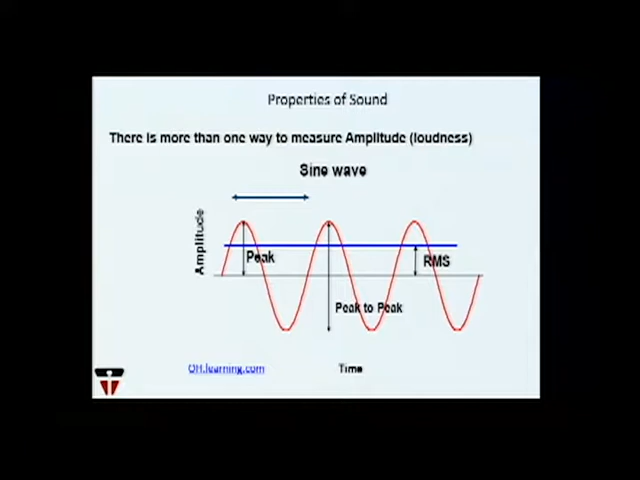 Properties of Sound
There is more than one way to measure Amplitude (loudness)
Sine wave
Amplitude
Peak
RMS
Peak to Peak
OH.learning.com
Time